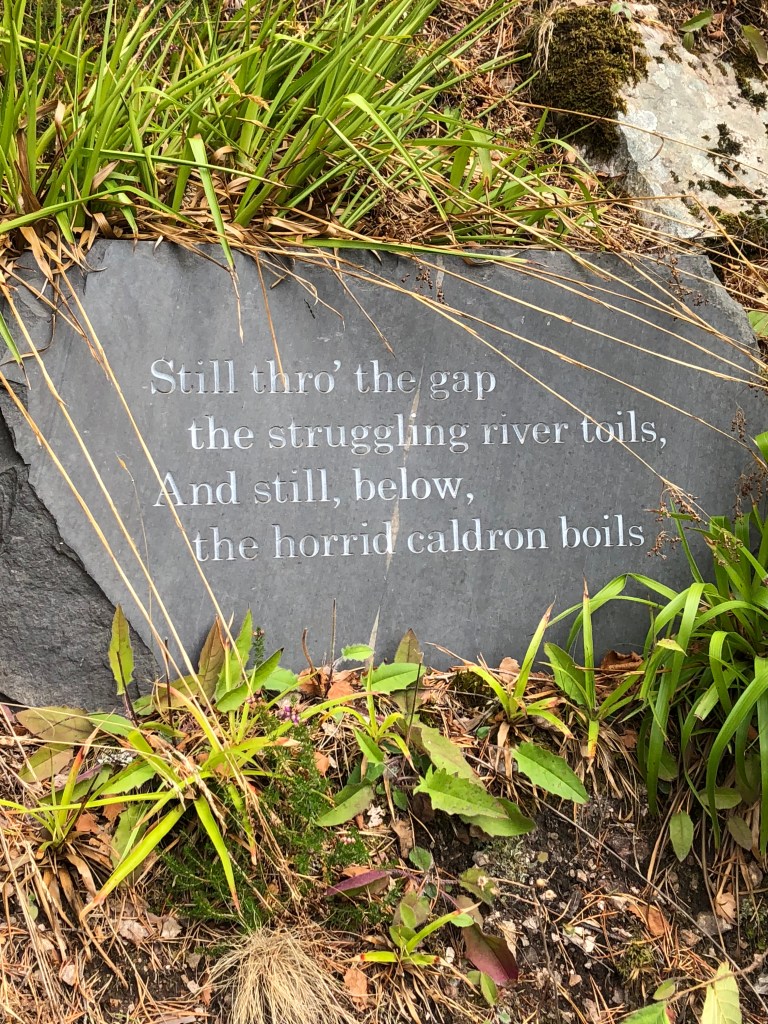 Still thro’ the gap
the struggling river toils,
And still, below,
the horrid caldron boils